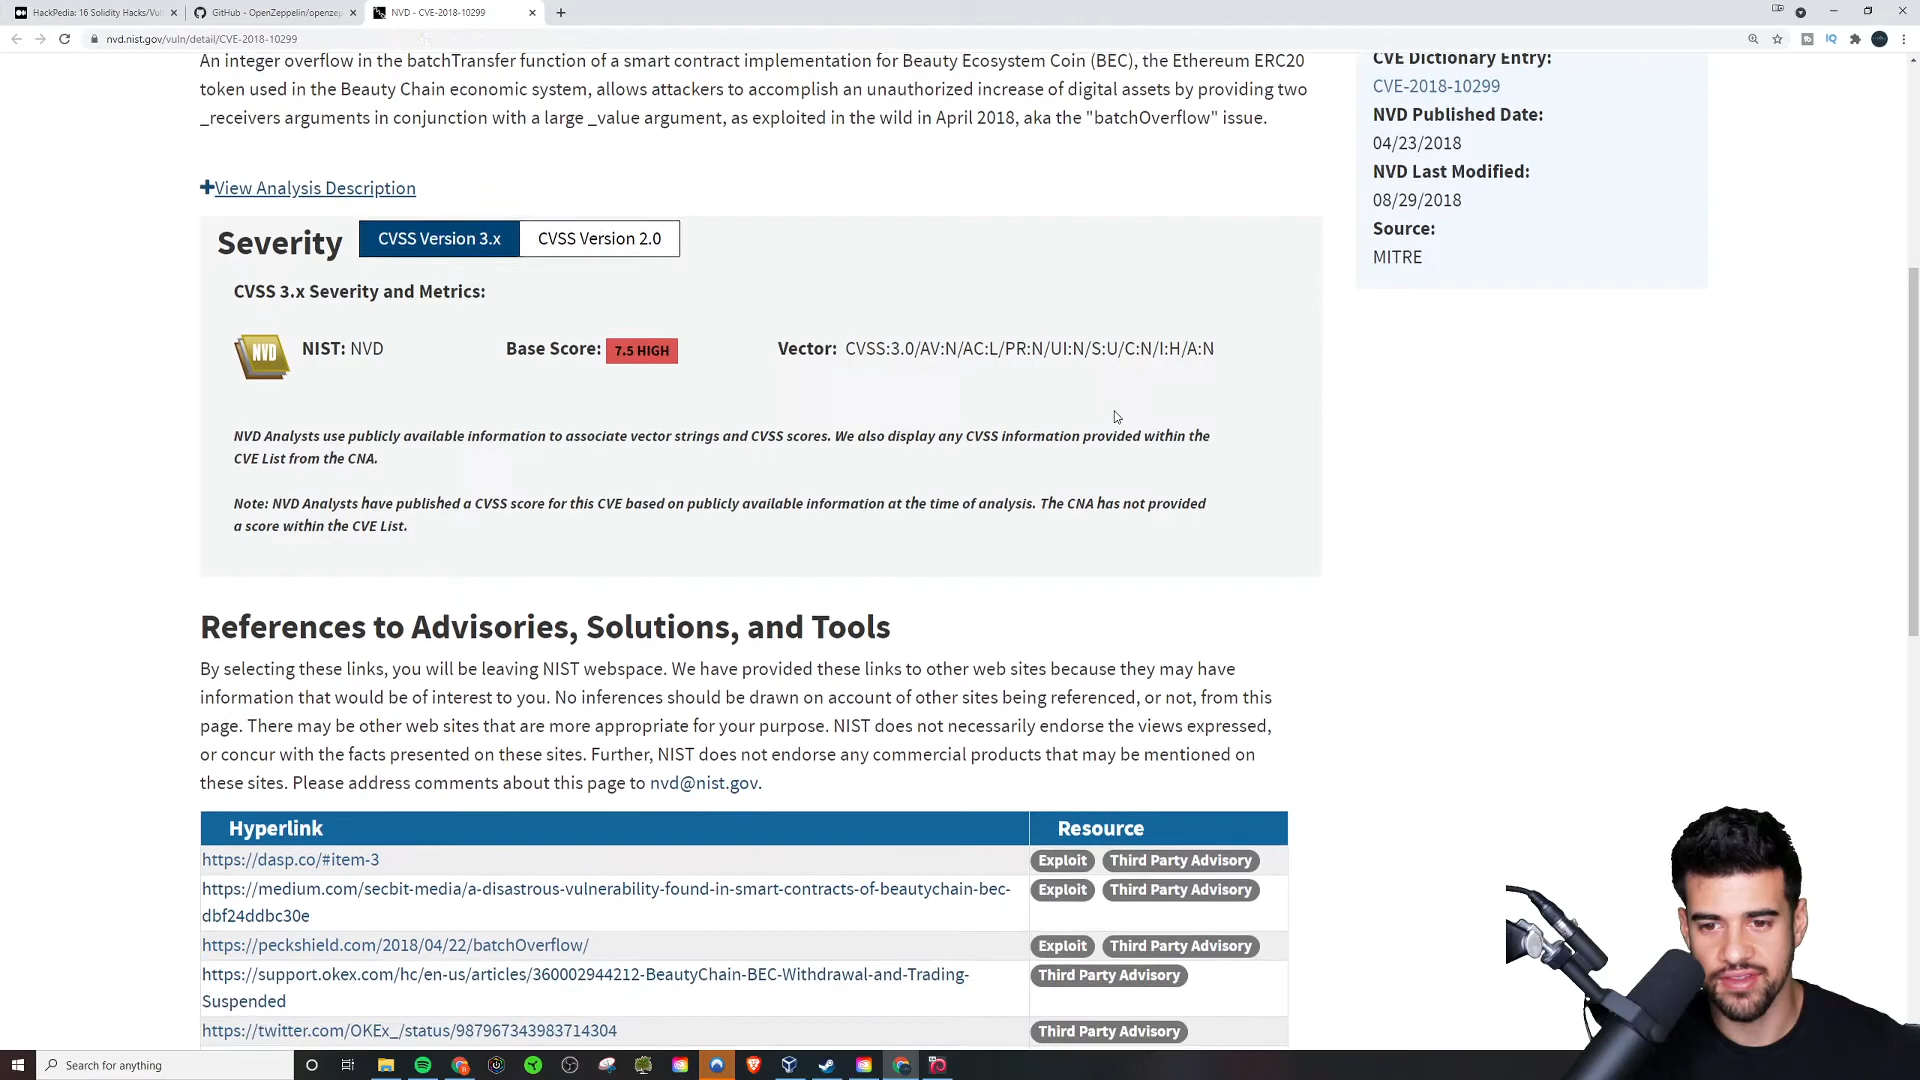 HackPedia: 16 Solidity Hacks/Vul
GitHub - OpenZeppelin/openzep
NVD - CVE-2018-10299
nvd.nist.gov/vuln/detail/CVE-2018-10299
An integer overflow in the batchTransfer function of a smart contract implementation for Beauty Ecosystem Coin (BEC), the Ethereum ERC20
token used in the Beauty Chain economic system, allows attackers to accomplish an unauthorized increase of digital assets by providing two
_receivers arguments in conjunction with a large _value argument, as exploited in the wild in April 2018, aka the "batchOverflow" issue.
CVE Dictionary Entry:
CVE-2018-10299
NVD Published Date:
04/23/2018
NVD Last Modified:
08/29/2018
Source:
MITRE
View Analysis Description
Severity
CVSS Version 3.x
CVSS Version 2.0
CVSS 3.x Severity and Metrics:
NVD
NIST: NVD
Base Score: 7.5 HIGH
Vector: CVSS:3.0/AV:N/AC:L/PR:N/UI:N/S:U/C:N/I:H/A:N
NVD Analysts use publicly available information to associate vector strings and CVSS scores. We also display any CVSS information provided within the
CVE List from the CNA.
Note: NVD Analysts have published a CVSS score for this CVE based on publicly available information at the time of analysis. The CNA has not provided
a score within the CVE List.
References to Advisories, Solutions, and Tools
By selecting these links, you will be leaving NIST webspace. We have provided these links to other web sites because they may have
information that would be of interest to you. No inferences should be drawn on account of other sites being referenced, or not, from this
page. There may be other web sites that are more appropriate for your purpose. NIST does not necessarily endorse the views expressed,
or concur with the facts presented on these sites. Further, NIST does not endorse any commercial products that may be mentioned on
these sites. Please address comments about this page to nvd@nist.gov.
Hyperlink Resource
https://dasp.co/#item-3 Exploit Third Party Advisory
https://medium.com/secbit-media/a-disastrous-vulnerability-found-in-smart-contracts-of-beautychain-bec- Exploit Third Party Advisory
dbf24ddbc30e
https://peckshield.com/2018/04/22/batchOverflow/ Exploit Third Party Advisory
https://support.okex.com/hc/en-us/articles/360002944212-BeautyChain-BEC-Withdrawal-and-Trading- Third Party Advisory
Suspended
https://twitter.com/OKEx_/status/987967343983714304 Third Party Advisory
Search for anything